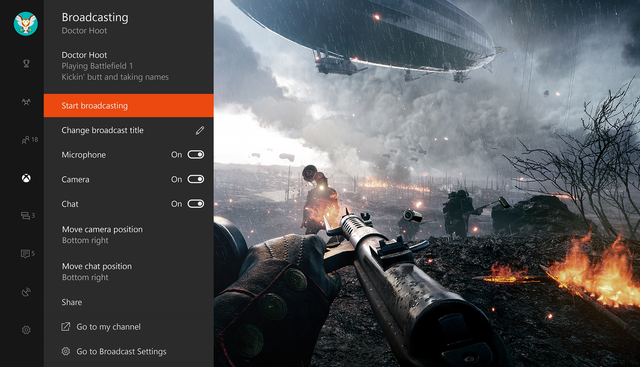 Broadcasting
Doctor Hoot
Doctor Hoot
Playing Battlefield 1
Kickin' butt and taking names
Start broadcasting
Change broadcast title
18
Microphone On
Camera On
Chat On
3
Move camera position
Bottom right
5
Move chat position
Bottom right
Share
Go to my channel
Go to Broadcast Settings